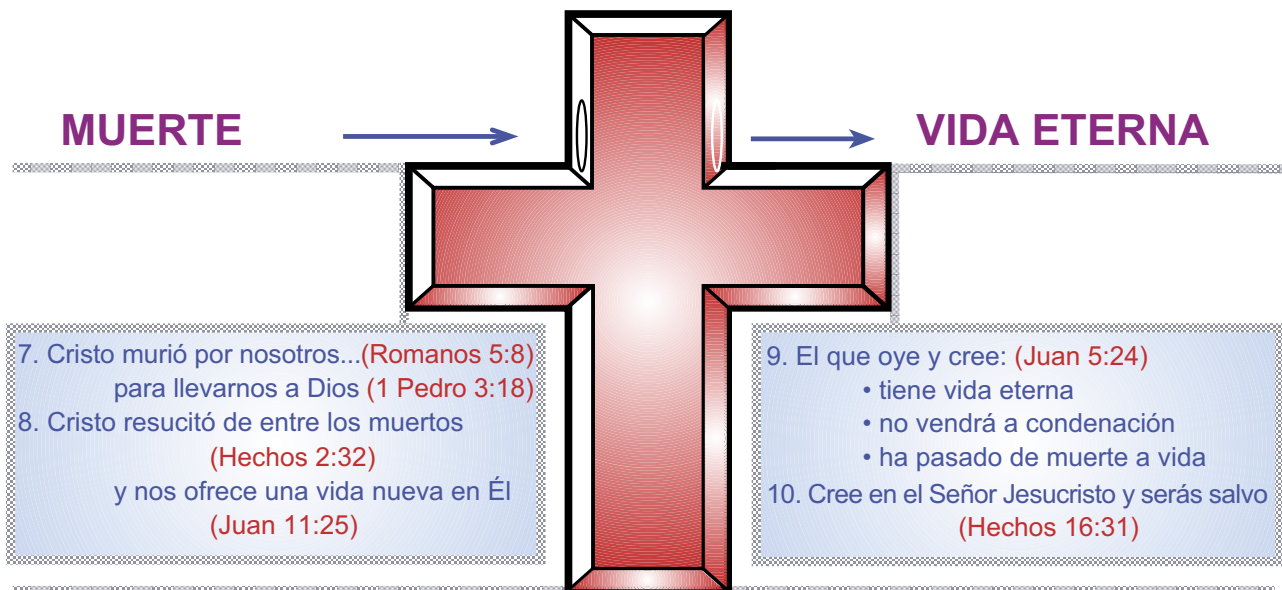 MUERTE
VIDA ETERNA
7. Cristo murió por nosotros...(Romanos 5:8)
para llevarnos a Dios (1 Pedro 3:18)
8. Cristo resucitó de entre los muertos
(Hechos 2:32)
y nos ofrece una vida nueva en Él
(Juan 11:25)
9. El que oye y cree: (Juan 5:24)
• tiene vida eterna
• no vendrá a condenación
• ha pasado de muerte a vida
10. Cree en el Señor Jesucristo y serás salvo
(Hechos 16:31)